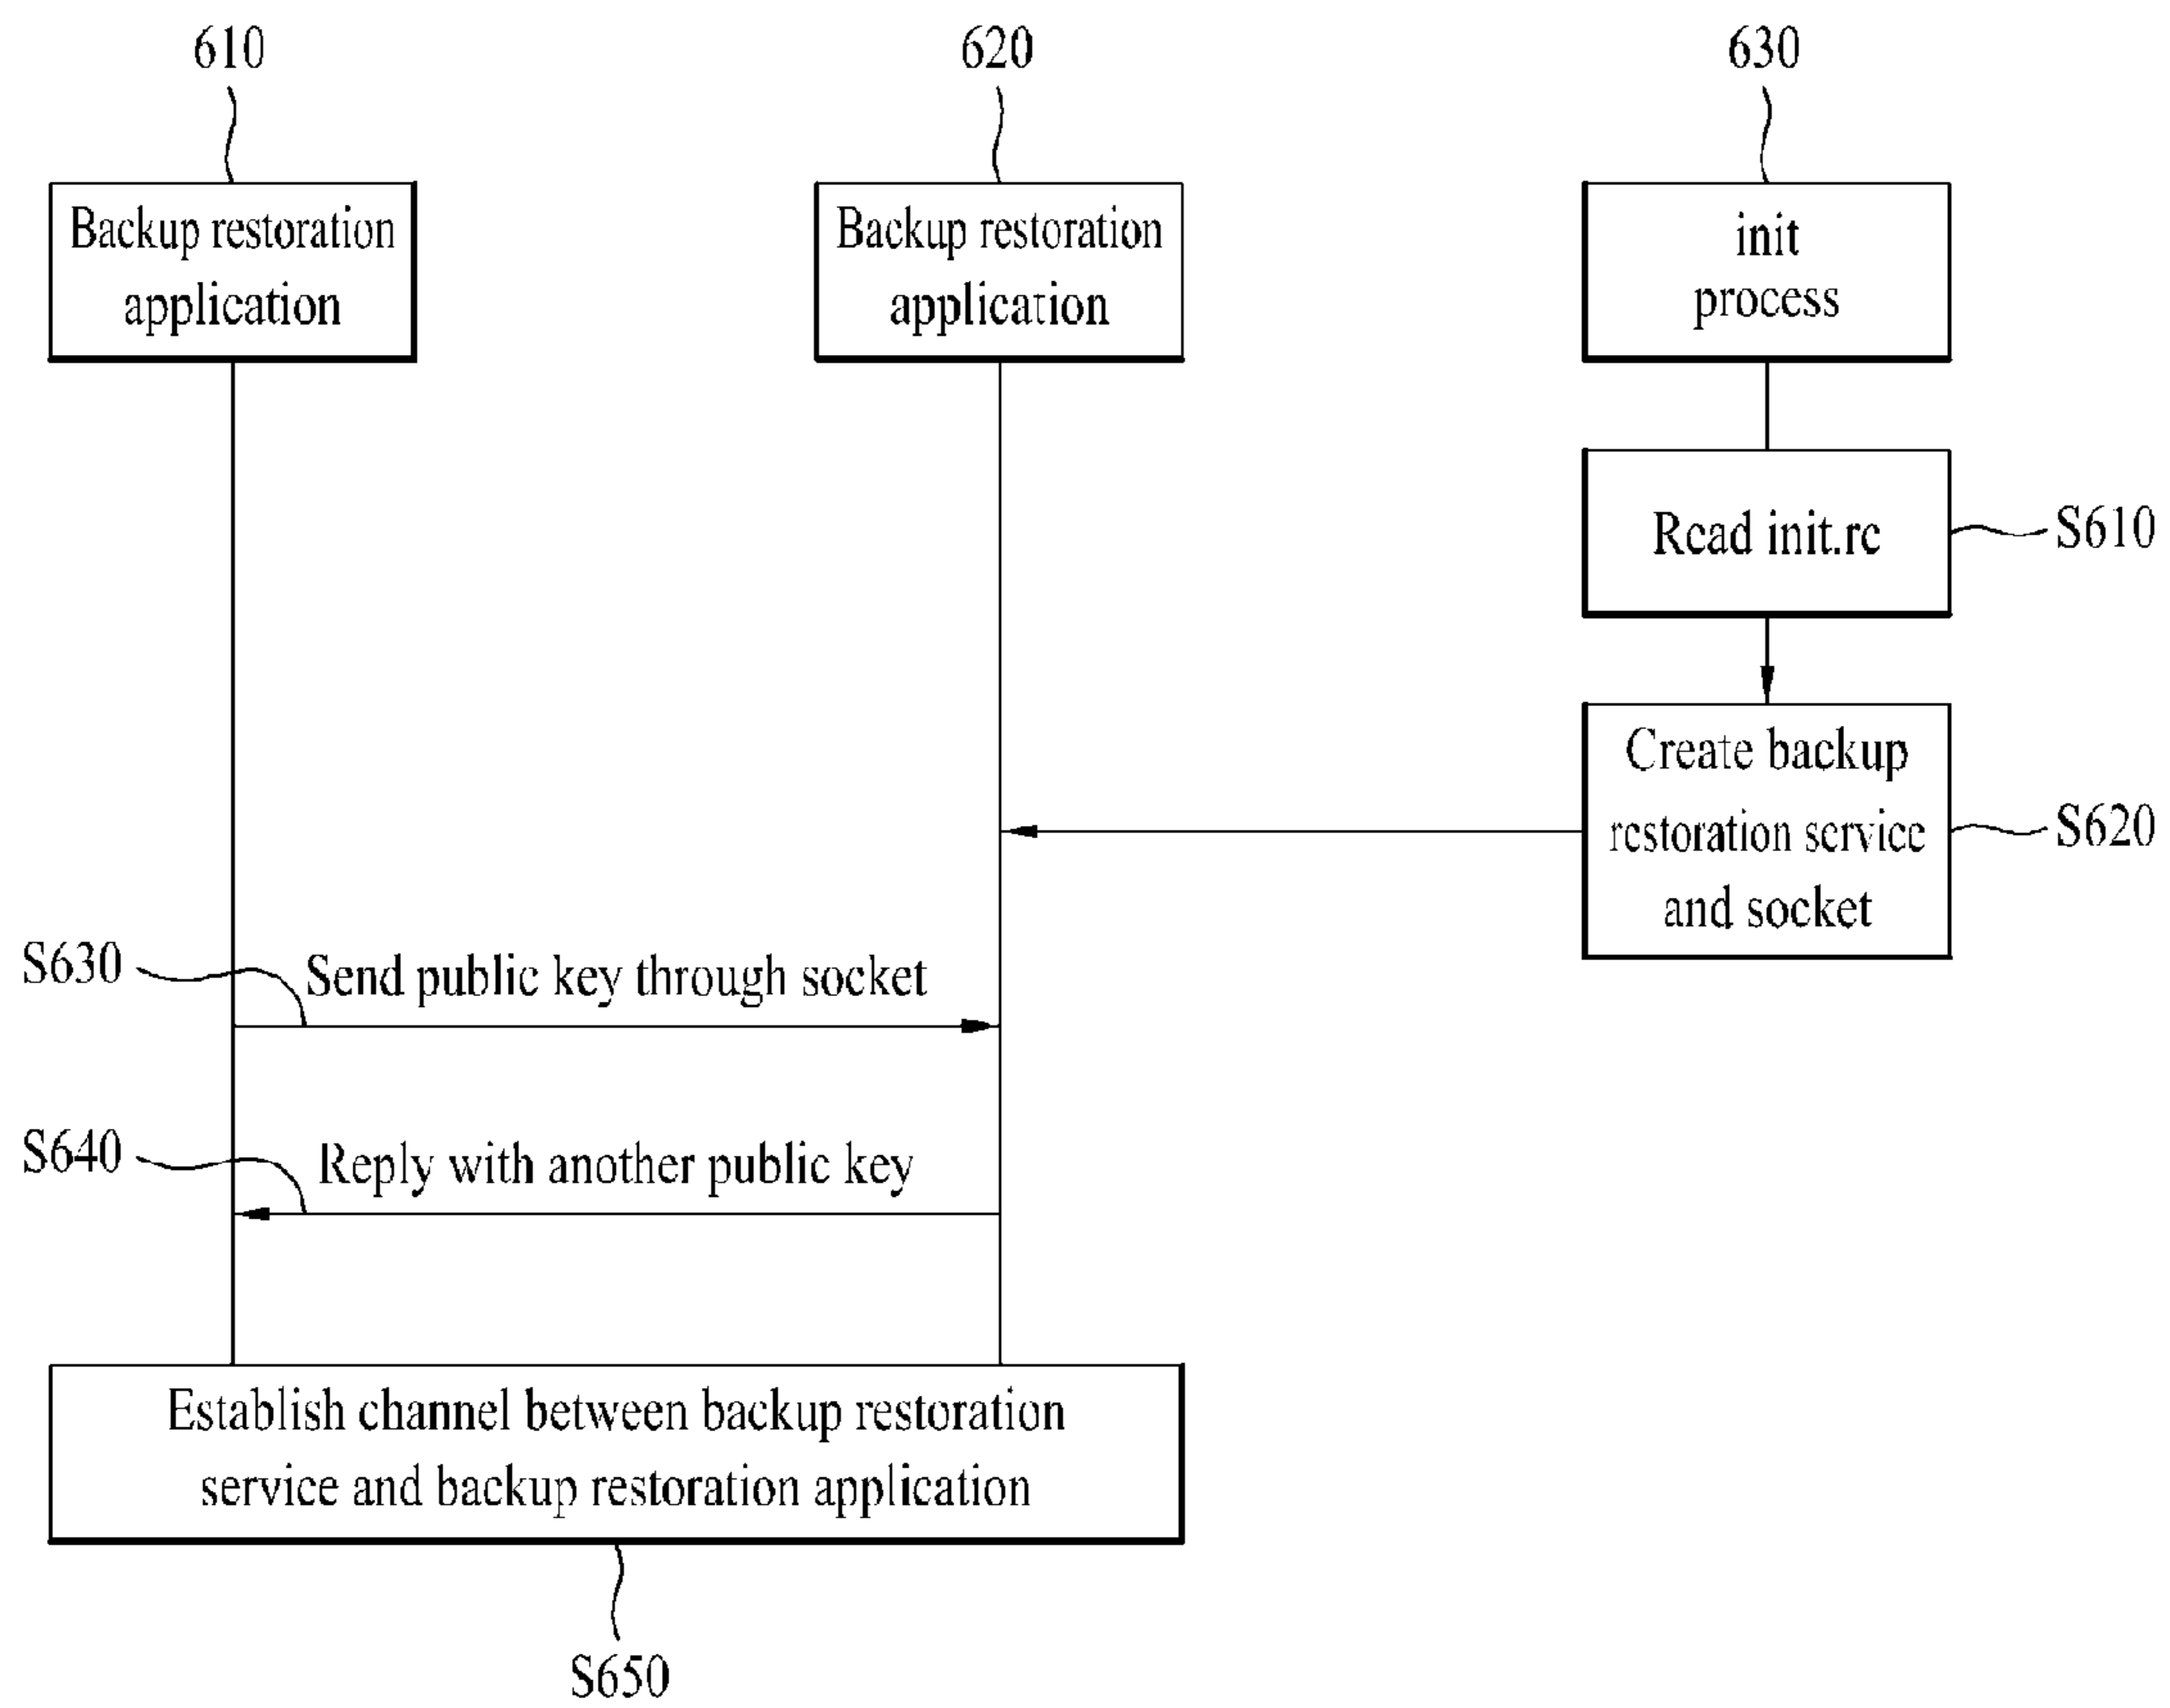 610
620
630
Backup restoration
application
Backup restoration
application
init
process
Read init.rc
S610
Create backup
restoration service
and socket
S620
S630
Send public key through socket
S640
Reply with another public key
Establish channel between backup restoration
service and backup restoration application
S650